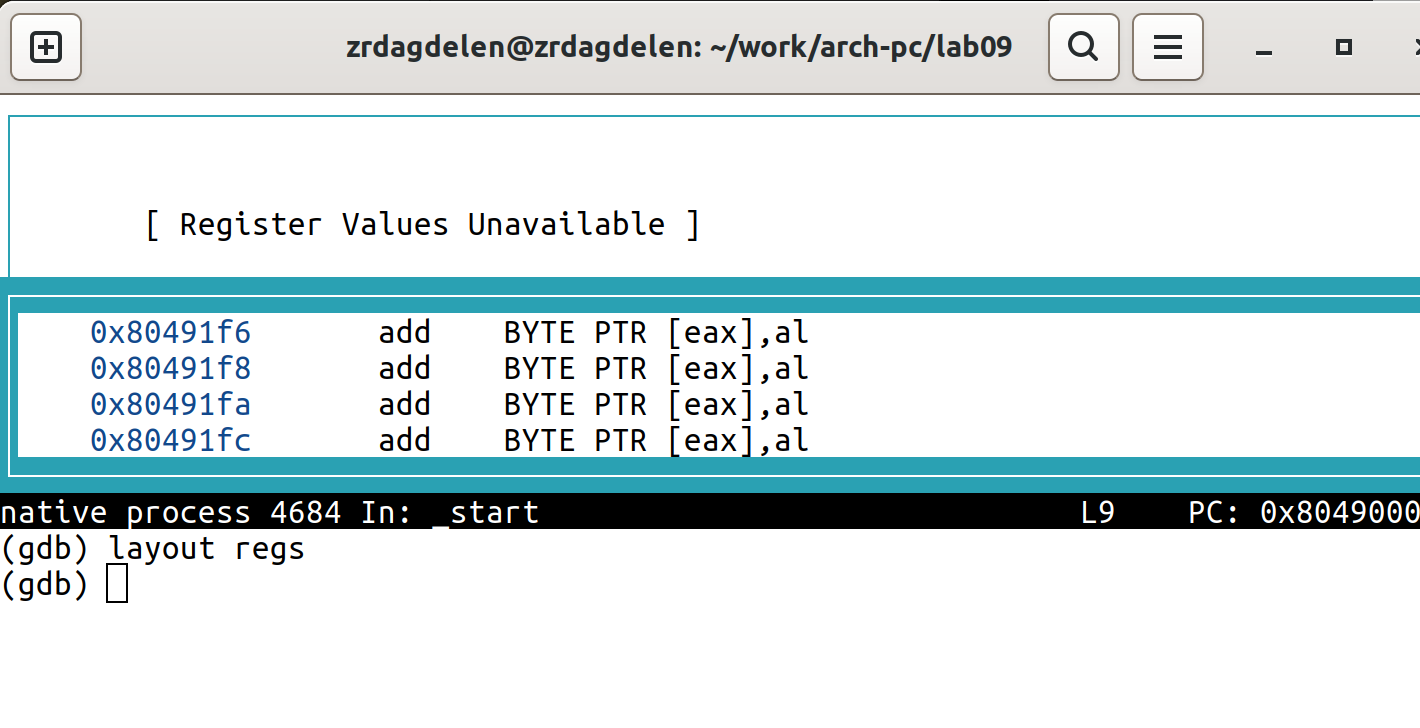 zrdagdelen@zrdagdelen: ~/work/arch-pc/lab09
[ Register Values Unavailable ]
0x80491f6 add BYTE PTR [eax],al
0x80491f8 add BYTE PTR [eax],al
0x80491fa add BYTE PTR [eax],al
0x80491fc add BYTE PTR [eax],al
native process 4684 In: _start L9 PC: 0x8049000
(gdb) layout regs
(gdb)